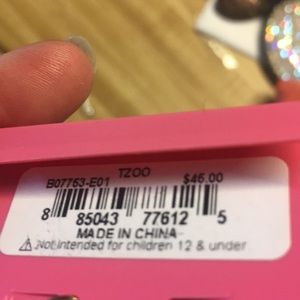 TZOO
B07753-E01 $46.00
8 85043 77612 5
MADE IN CHINA
⚠ Not intended for children 12 & under